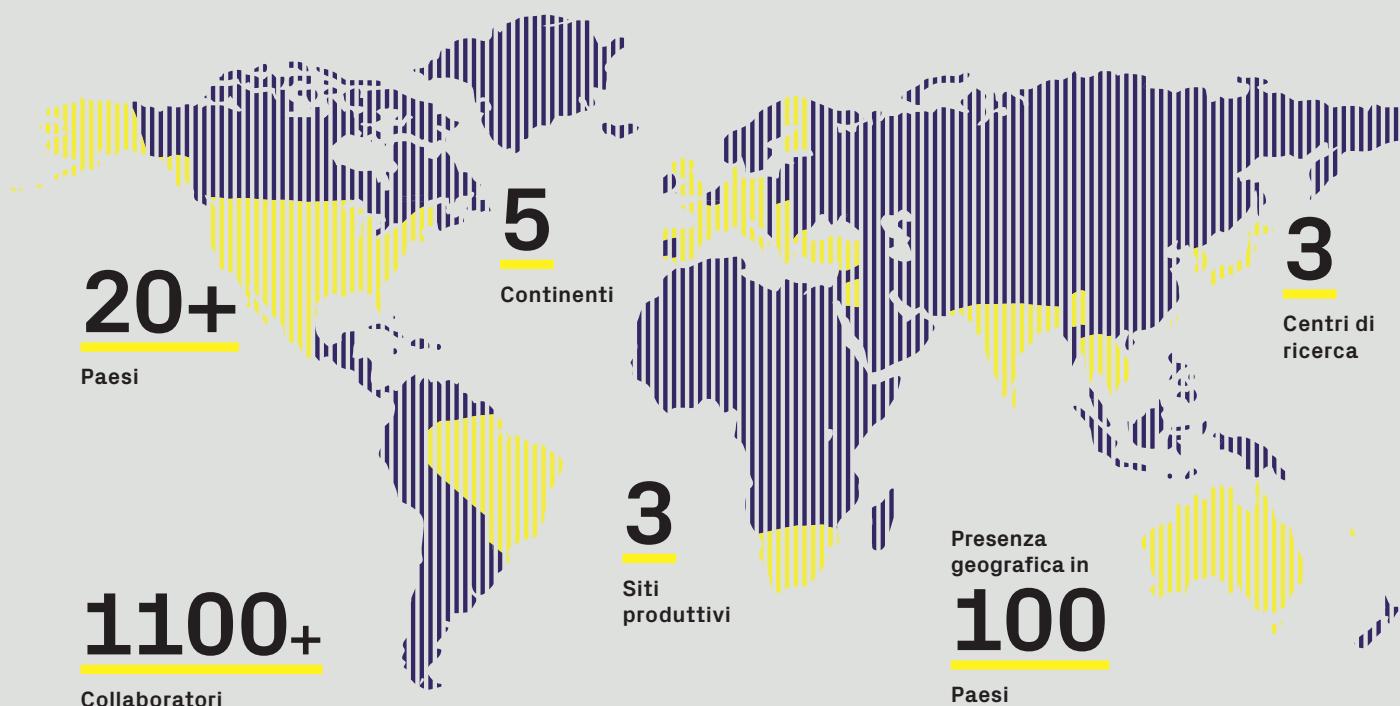 5
Continenti
3
Centri di
ricerca
20+
Paesi
3
Siti
produttivi
Presenza
geografica in
100
Paesi
1100+
Collaboratori